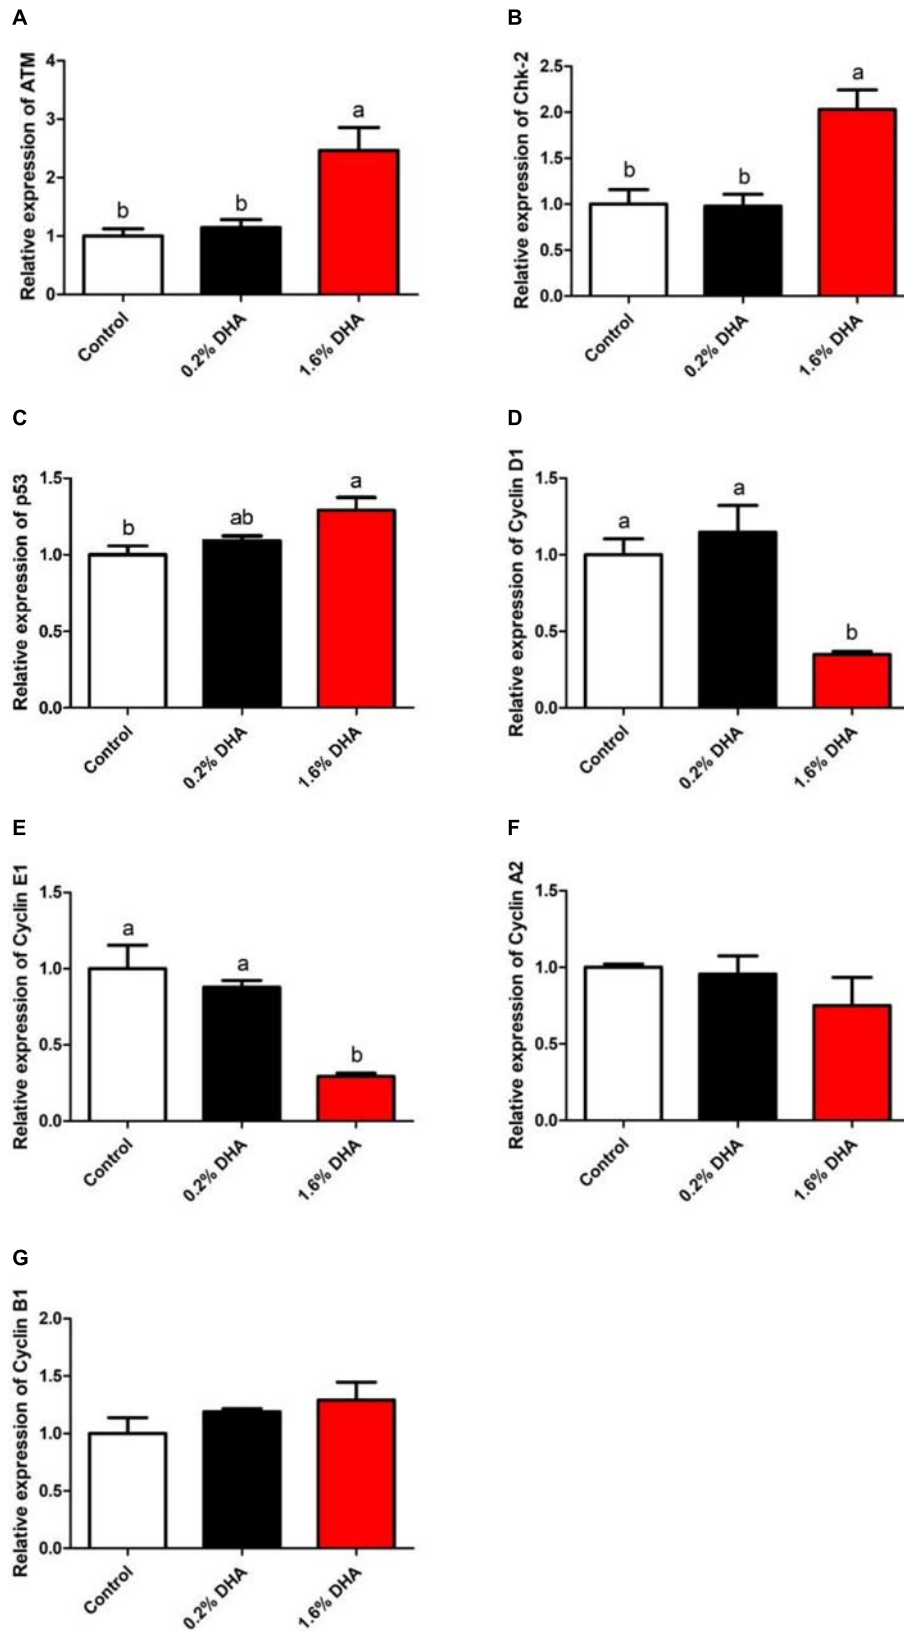 A
Relative expression of ATM
4
3
2
1
0
b
b
a
Control
0.2% DHA
1.6% DHA
B
Relative expression of Chk-2
2.5
2.0
1.5
1.0
0.5
0.0
b
b
a
Control
0.2% DHA
1.6% DHA
C
Relative expression of p53
1.5
1.0
0.5
0.0
b
ab
a
Control
0.2% DHA
1.6% DHA
D
Relative expression of Cyclin D1
1.5
1.0
0.5
0.0
a
a
b
Control
0.2% DHA
1.6% DHA
E
Relative expression of Cyclin E1
1.5
1.0
0.5
0.0
a
a
b
Control
0.2% DHA
1.6% DHA
F
Relative expression of Cyclin A2
1.5
1.0
0.5
0.0
Control
0.2% DHA
1.6% DHA
G
Relative expression of Cyclin B1
2.0
1.5
1.0
0.5
0.0
Control
0.2% DHA
1.6% DHA